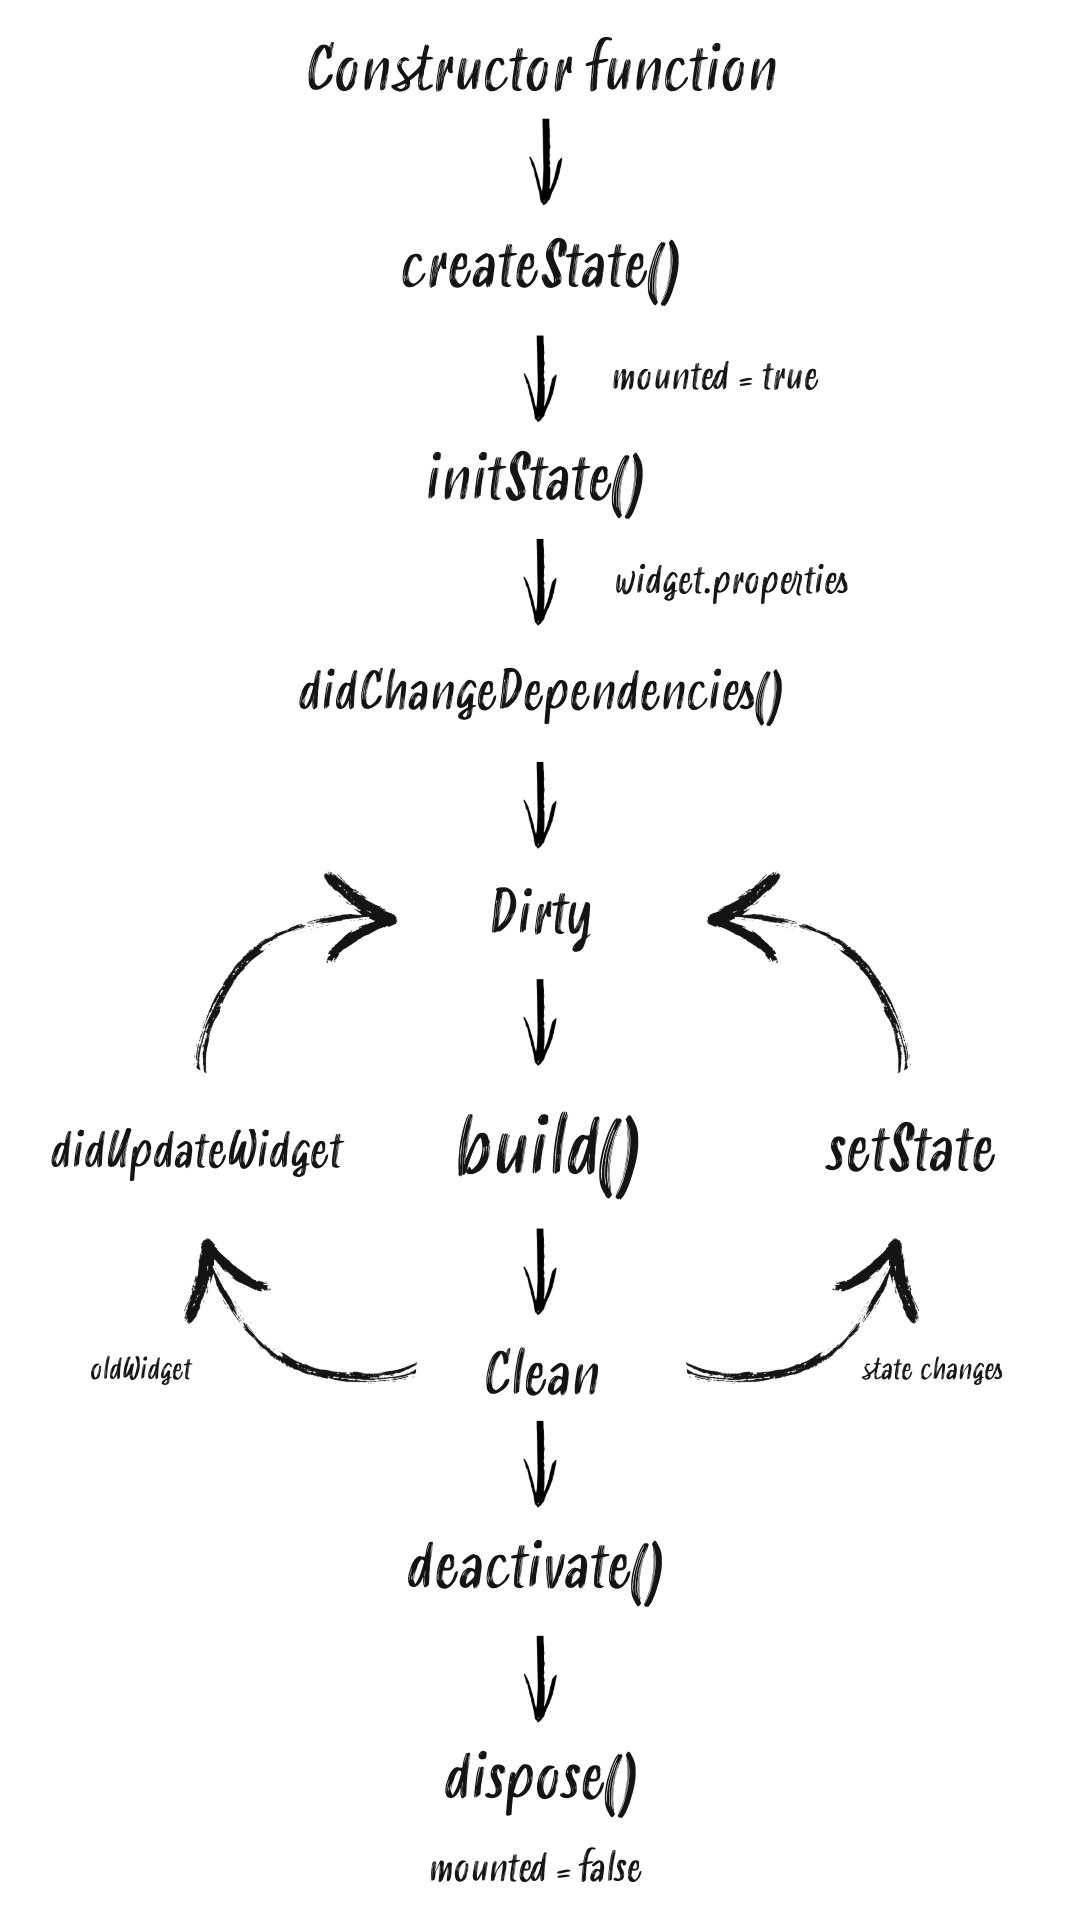 Constructor function
createState()
mounted = true
initState()
widget.properties
didChangeDependencies()
Dirty
didUpdateWidget
build()
setState
oldWidget
Clean
state changes
deactivate()
dispose()
mounted = false